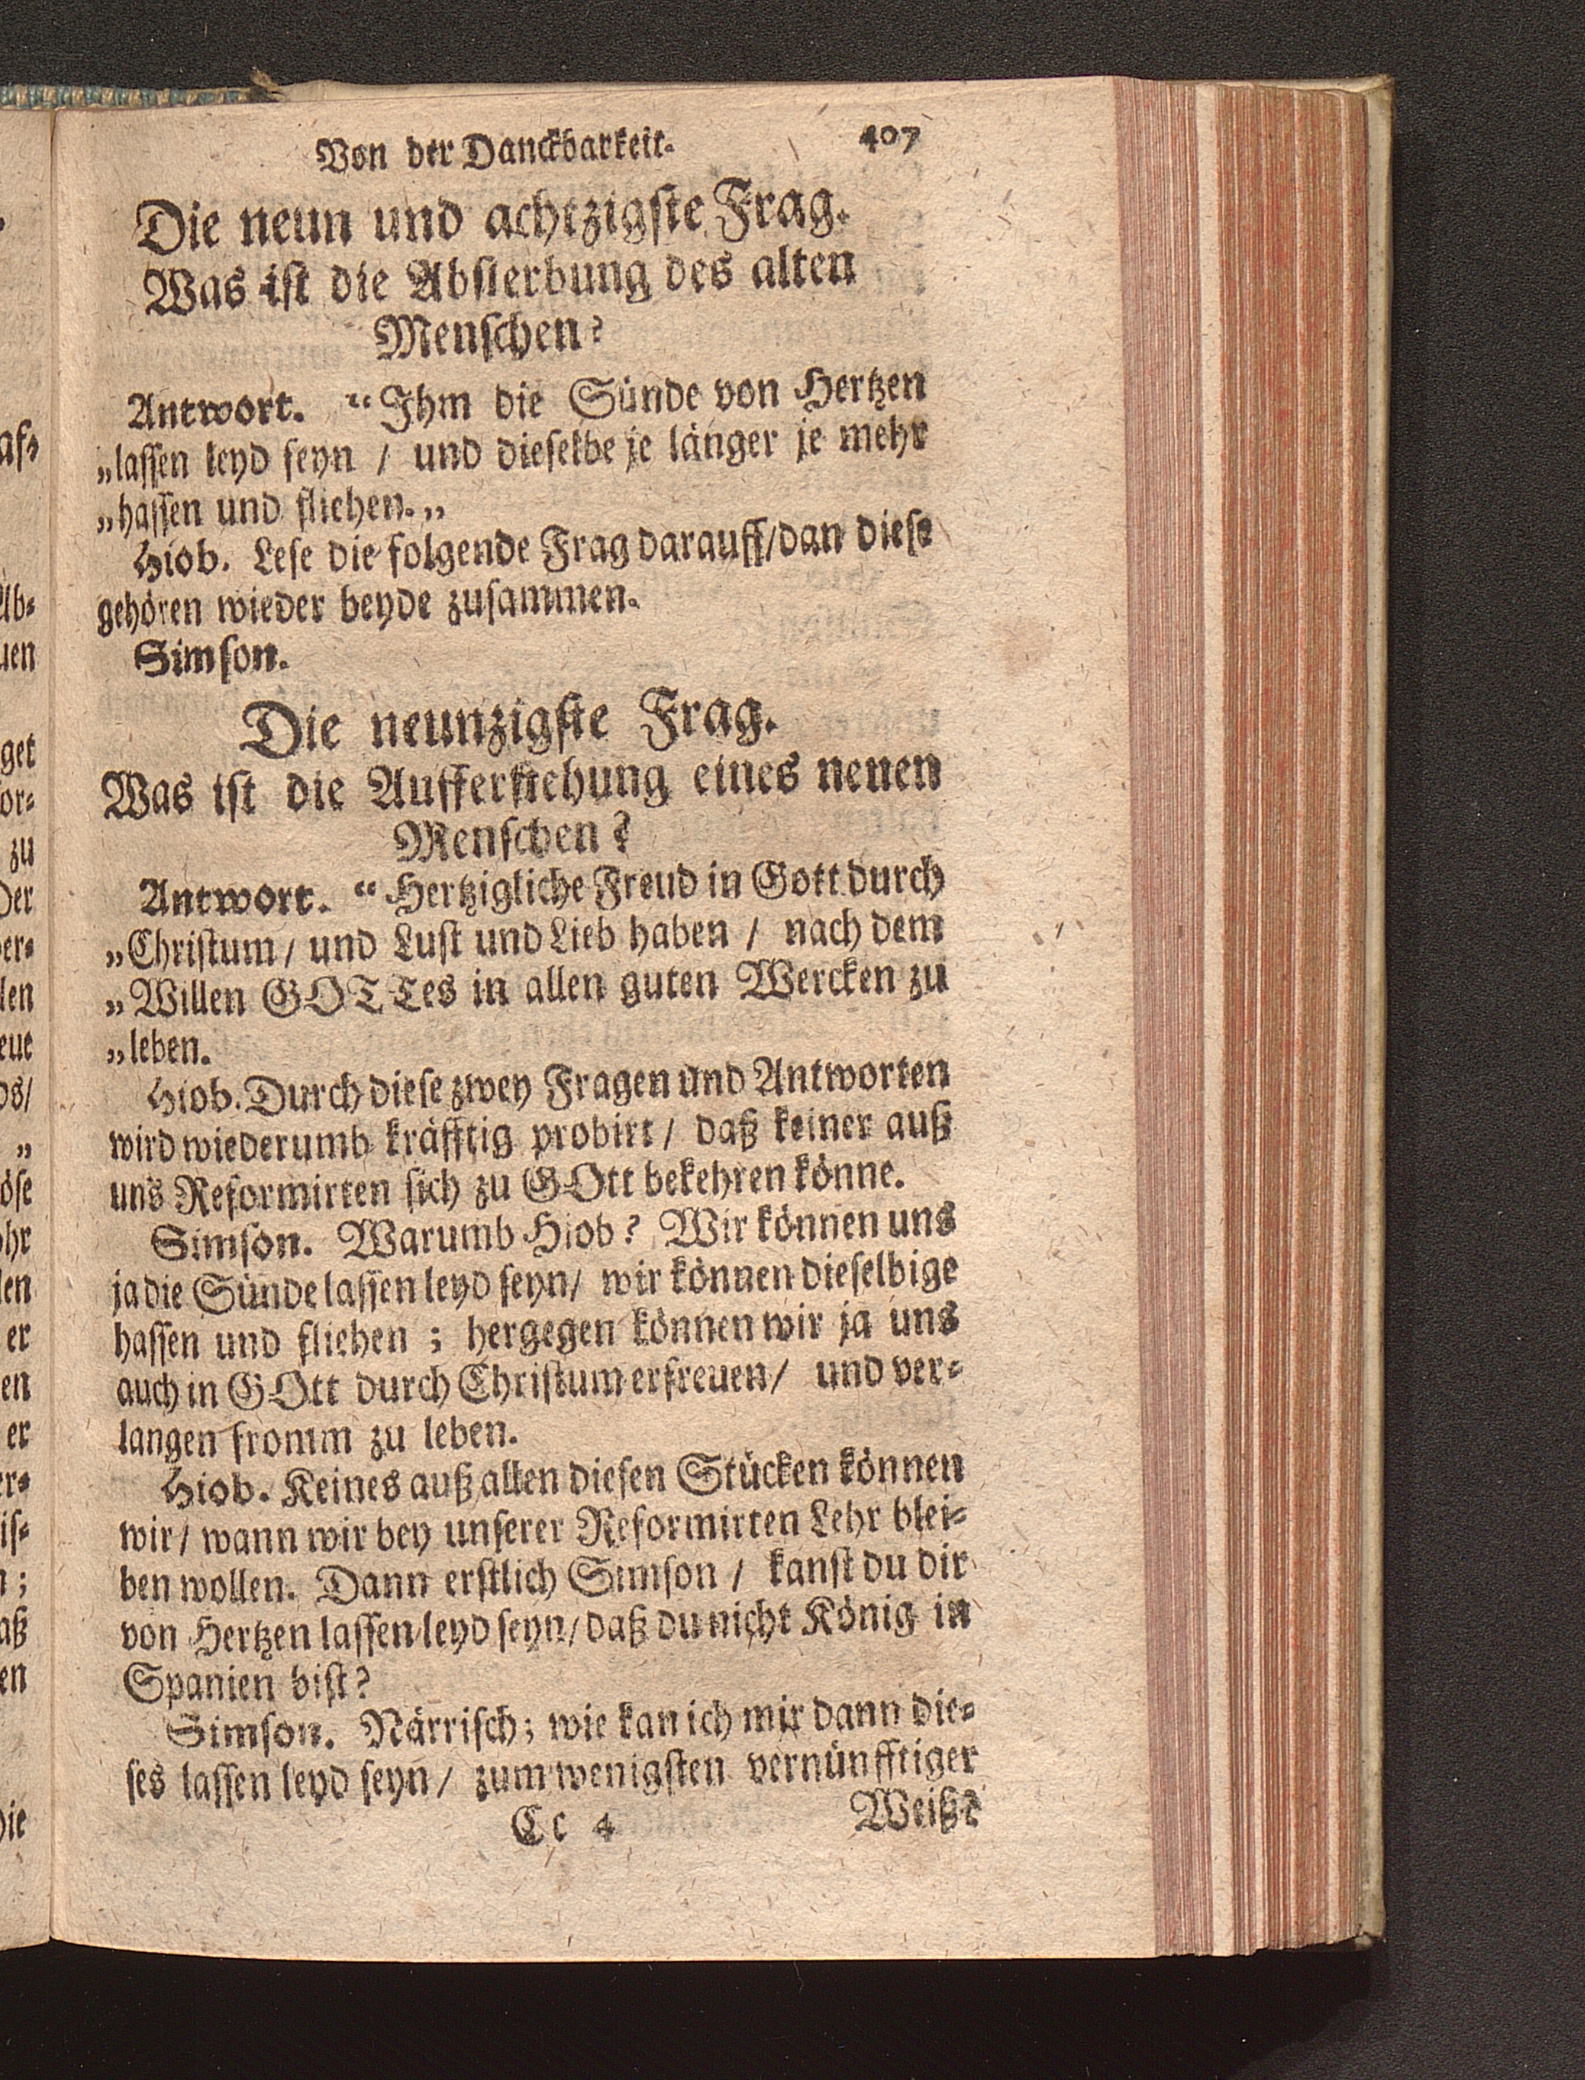 Von der Danckbarkeit. 407
Die neun und achtzigste Frag.
Was ist die Absterbung des alten
Menschen?
Antwort. “Ihm die Sünde von Hertzen
„lassen leyd seyn / und dieselbe je länger je mehr
„hassen und fliehen.„
Hiob. Lese die folgende Frag darauff/dan diese
gehören wieder beyde zusammen.
Simson.
Die neunzigste Frag.
Was ist die Aufferstehung eines neuen
Menschen?
Antwort. “Hertzigliche Freud in Gott durch
„Christum / und Lust und Lieb haben / nach dem
„Willen GOTTes in allen guten Wercken zu
„leben.
Hiob. Durch diese zwey Fragen und Antworten
wird wiederumb kräfftig probirt / daß keiner auß
uns Reformirten sich zu GOtt bekehren könne.
Simson. Warumb Hiob? Wir können uns
ja die Sünde lassen leyd seyn/ wir können dieselbige
hassen und fliehen ; hergegen können wir ja uns
auch in GOtt durch Christum erfreuen/ und ver-
langen fromm zu leben.
Hiob. Keines auß allen diesen Stücken können
wir / wann wir bey unserer Reformirten Lehr blei-
ben wollen. Dann erstlich Simson / kanst du dir
von Hertzen lassen leyd seyn/ daß du nicht König in
Spanien bist?
Simson. Närrisch; wie kan ich mir dann die-
ses lassen leyd seyn / zum wenigsten vernünfftiger
Cc 4 Weiß?